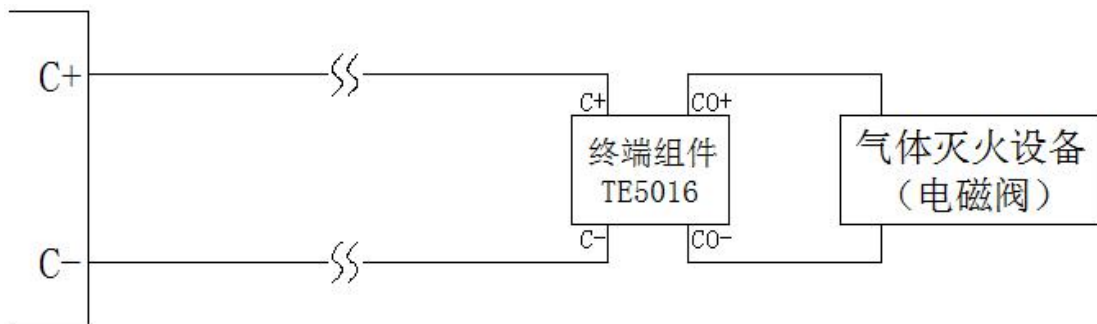 C+
C+
CO+
终端组件
TE5016
气体灭火设备
（电磁阀）
C-
CO-
C-